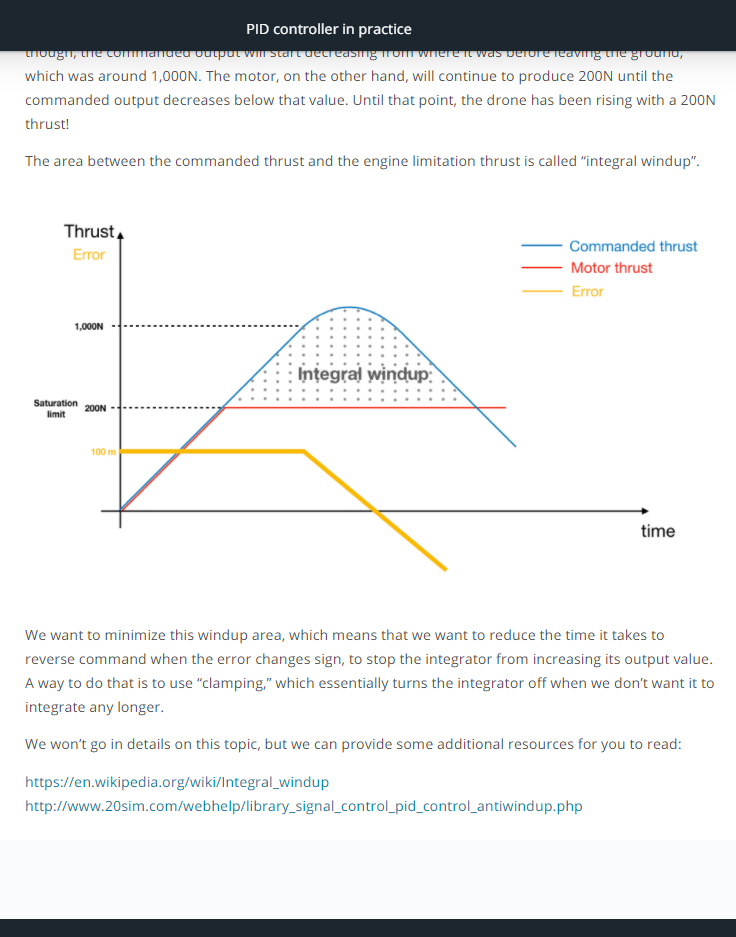 PID controller in practice
though, the commanded output will start decreasing from where it was before leaving the ground,
which was around 1,000N. The motor, on the other hand, will continue to produce 200N until the
commanded output decreases below that value. Until that point, the drone has been rising with a 200N
thrust!
The area between the commanded thrust and the engine limitation thrust is called “integral windup”.
Thrust
Error
Commanded thrust
Motor thrust
Error
1,000N
Integral windup
Saturation
limit
200N
100 m
time
We want to minimize this windup area, which means that we want to reduce the time it takes to
reverse command when the error changes sign, to stop the integrator from increasing its output value.
A way to do that is to use “clamping,” which essentially turns the integrator off when we don’t want it to
integrate any longer.
We won’t go in details on this topic, but we can provide some additional resources for you to read:
https://en.wikipedia.org/wiki/Integral_windup
http://www.20sim.com/webhelp/library_signal_control_pid_control_antiwindup.php